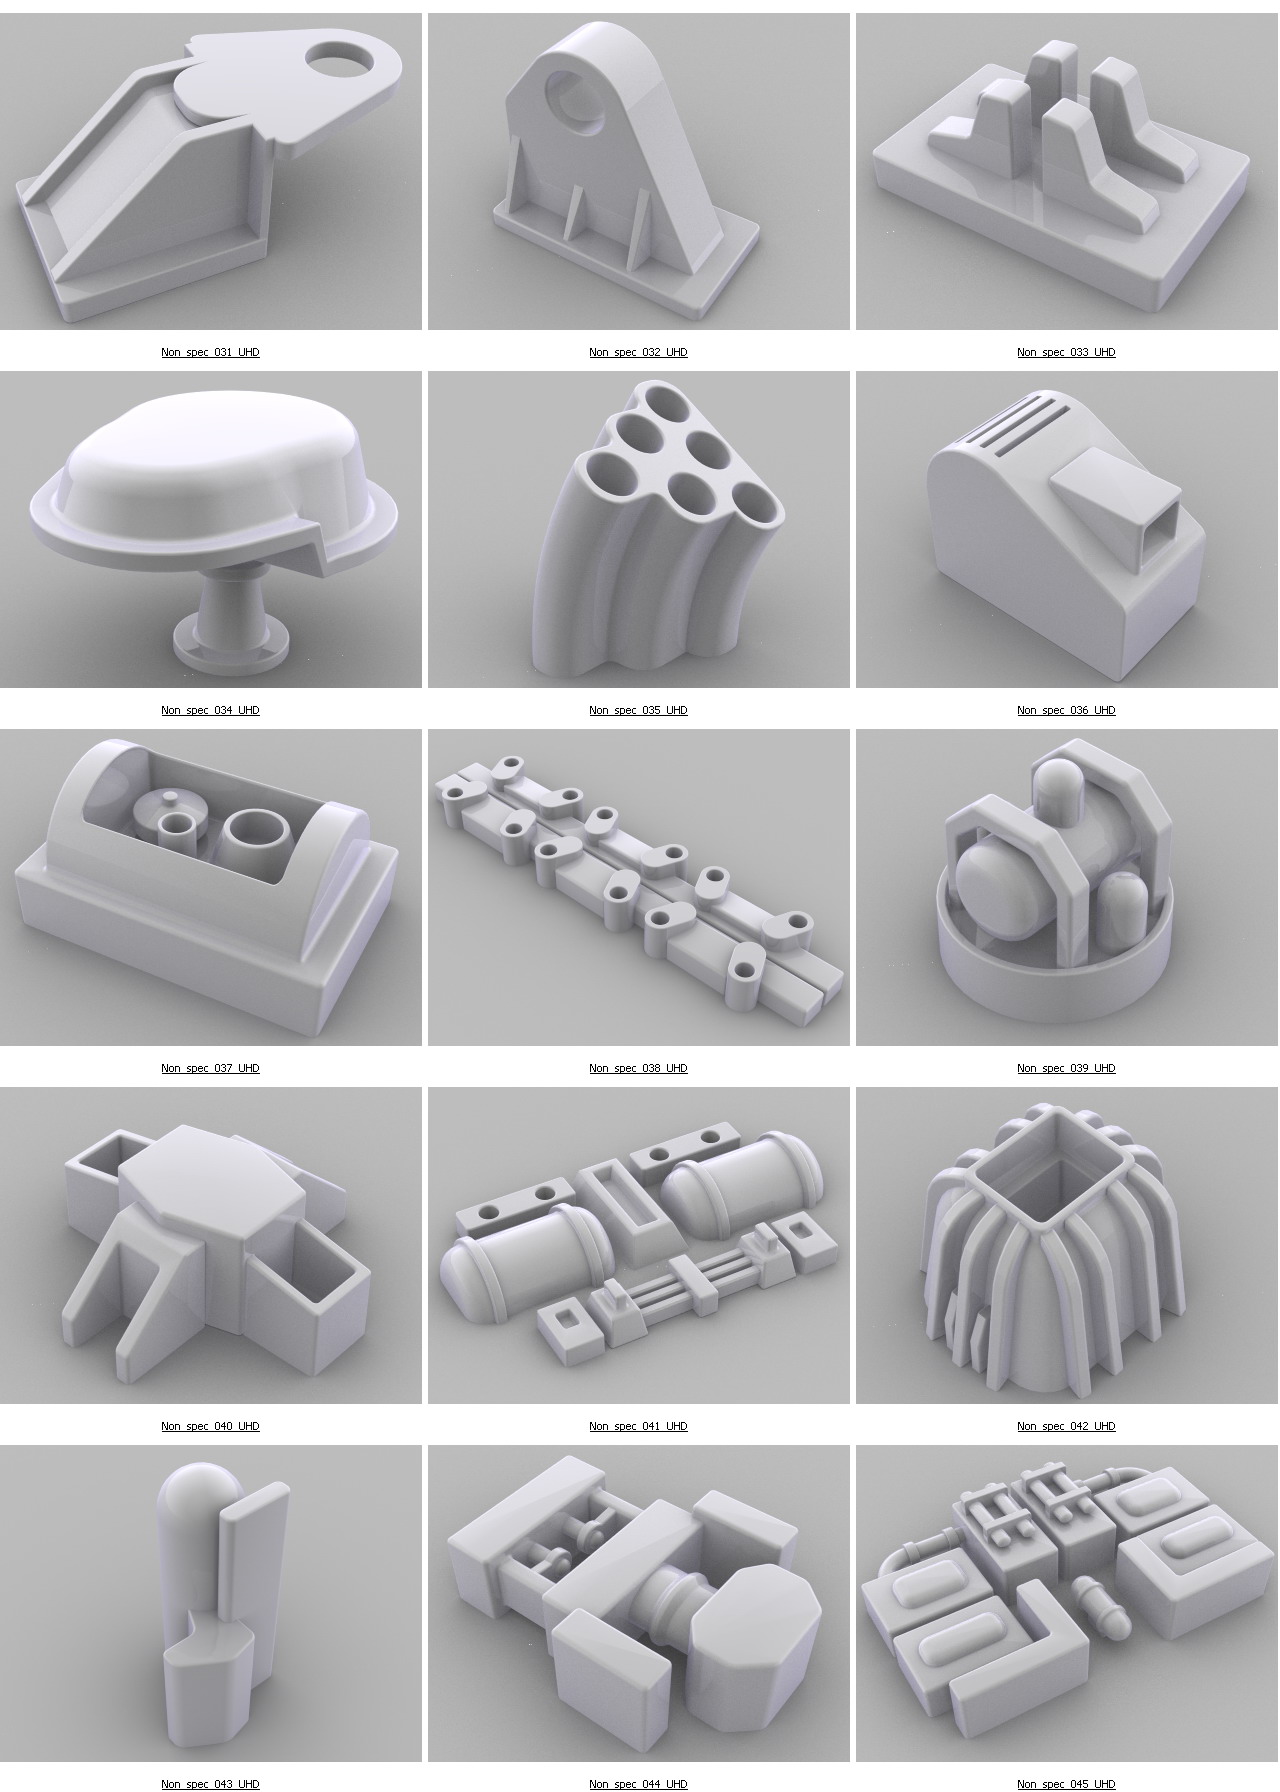 Non_spec_031_UHD
Non_spec_032_UHD
Non_spec_033_UHD
Non_spec_034_UHD
Non_spec_035_UHD
Non_spec_036_UHD
Non_spec_037_UHD
Non_spec_038_UHD
Non_spec_039_UHD
Non_spec_040_UHD
Non_spec_041_UHD
Non_spec_042_UHD
Non_spec_043_UHD
Non_spec_044_UHD
Non_spec_045_UHD